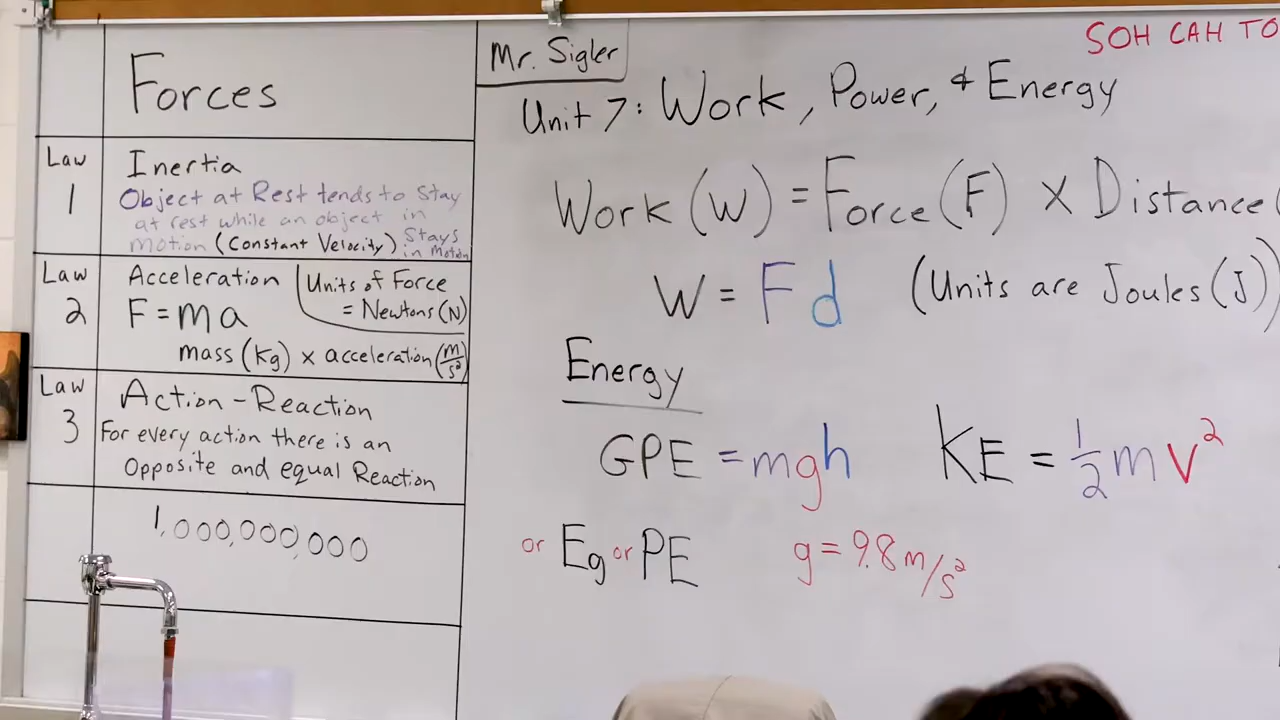 Forces
Law 1
Inertia
Object at Rest tends to Stay
at rest while an object in
motion (Constant Velocity) Stays in Motion
Law 2
Acceleration
F = ma
Units of Force
= Newtons (N)
mass (Kg) x acceleration (m/s²)
Law 3
Action - Reaction
For every action there is an
Opposite and equal Reaction
1,000,000,000
Mr. Sigler
SOH CAH TO
Unit 7: Work, Power, & Energy
Work (W) = Force (F) X Distance (
W = Fd (Units are Joules (J))
Energy
GPE = mgh KE = 1/2 mv²
or Eg or PE g = 9.8 m/s²